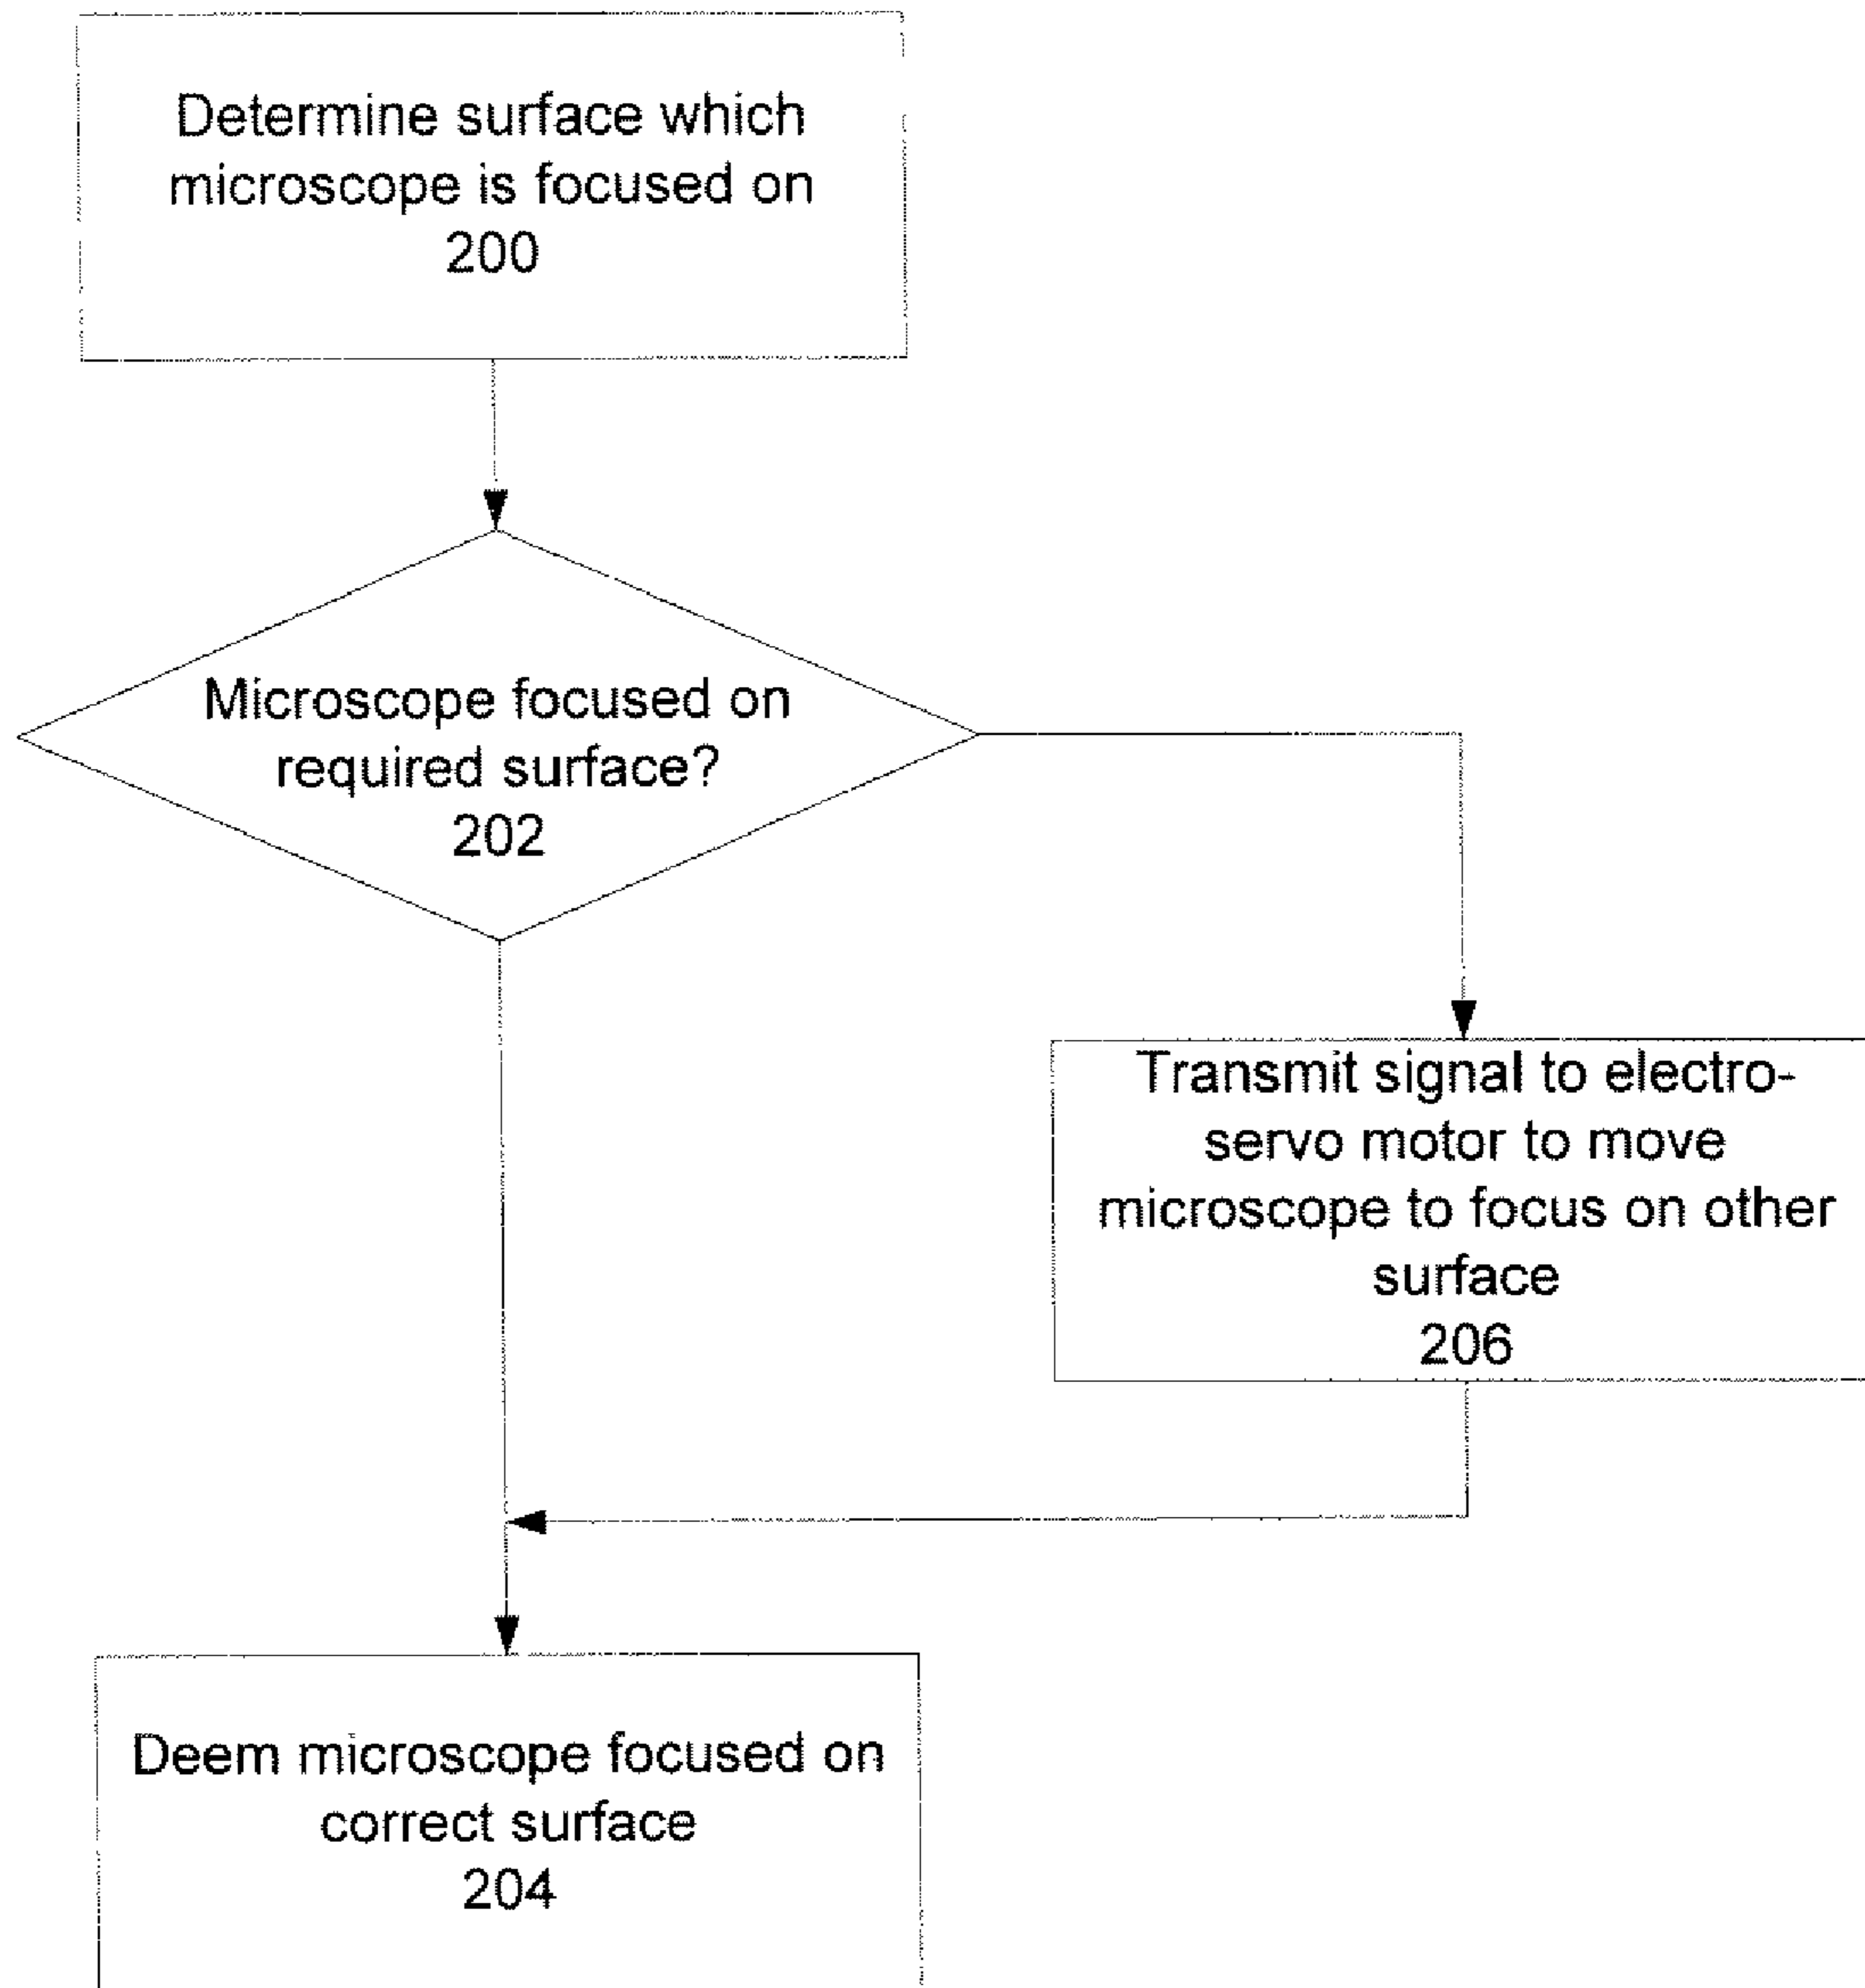 Determine surface which
microscope is focused on
200
Microscope focused on
required surface?
202
Transmit signal to electro-
servo motor to move
microscope to focus on other
surface
206
Deem microscope focused on
correct surface
204